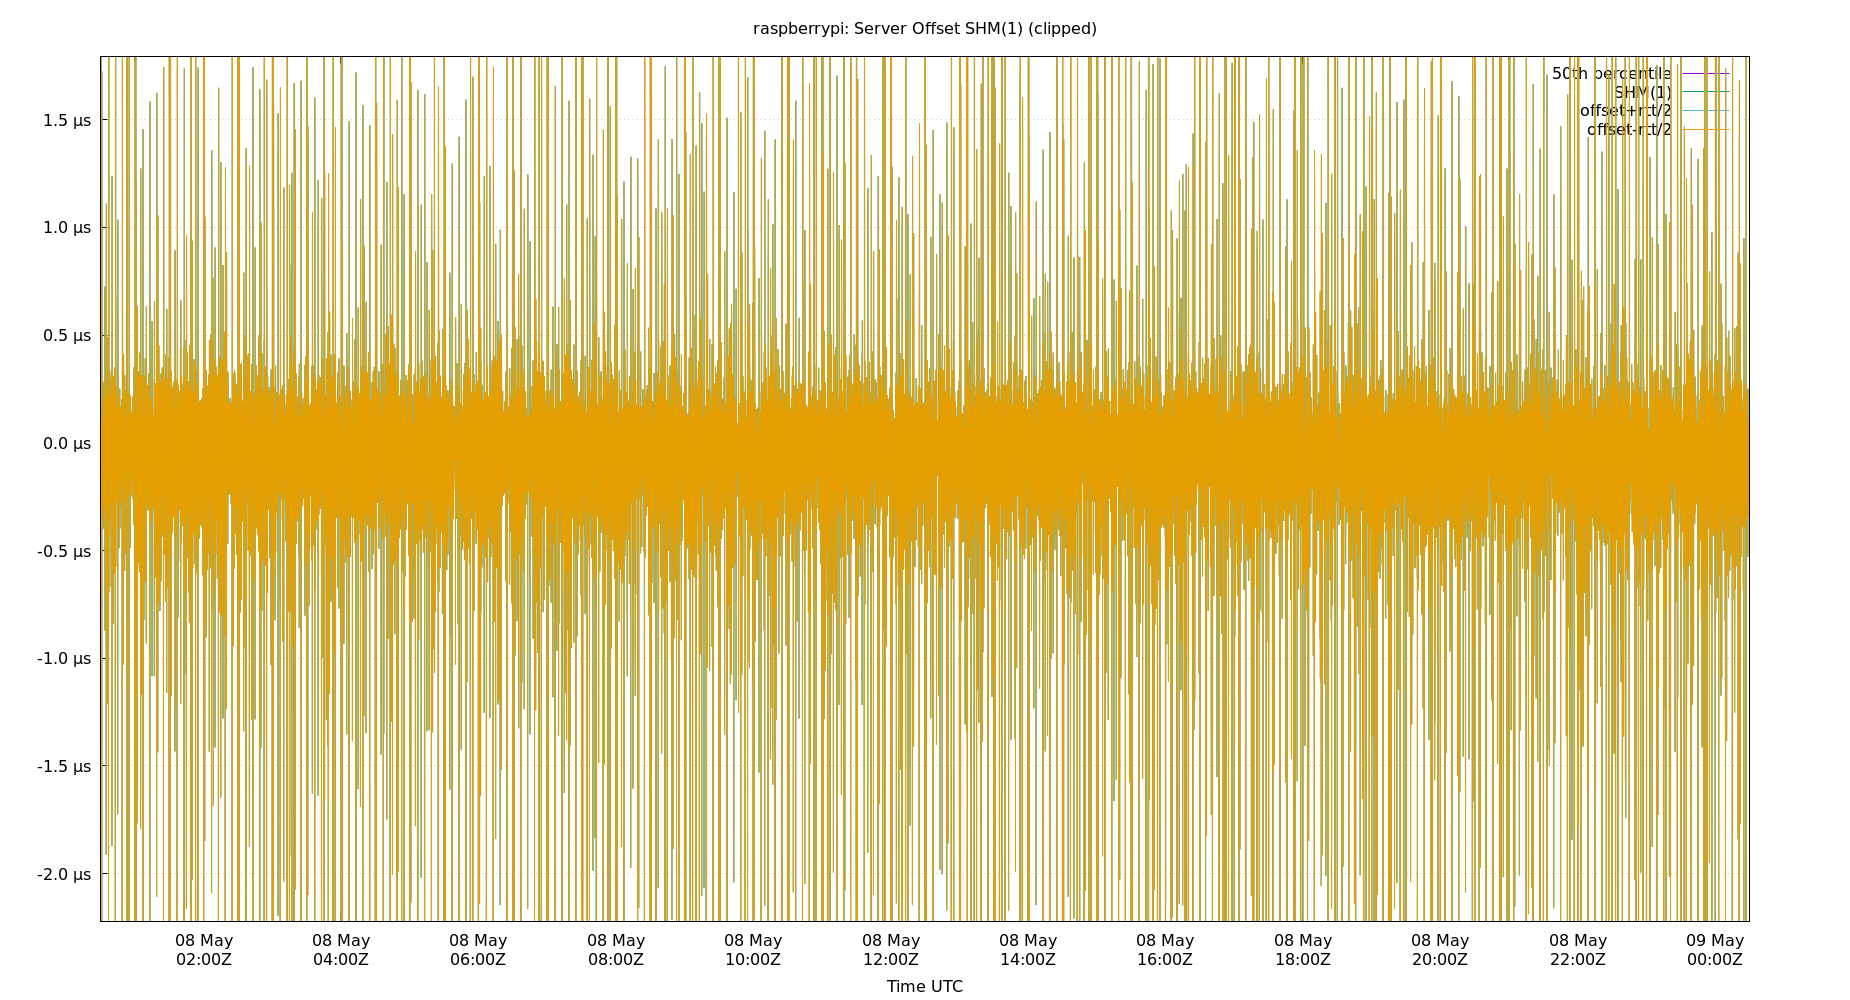 raspberrypi: Server Offset SHM(1) (clipped)
50th percentile
SHM(1)
offset+rtt/2
offset-rtt/2
1.5 µs
1.0 µs
0.5 µs
0.0 µs
-0.5 µs
-1.0 µs
-1.5 µs
-2.0 µs
08 May 08 May 08 May 08 May 08 May 08 May 08 May 08 May 08 May 08 May 08 May 09 May
02:00Z 04:00Z 06:00Z 08:00Z 10:00Z 12:00Z 14:00Z 16:00Z 18:00Z 20:00Z 22:00Z 00:00Z
Time UTC